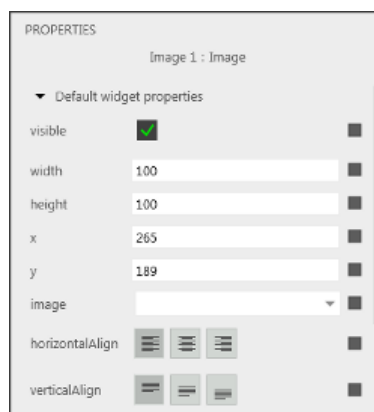 PROPERTIES
Image 1 : Image
Default widget properties
visible
width 100
height 100
x 265
y 189
image
horizontalAlign
verticalAlign